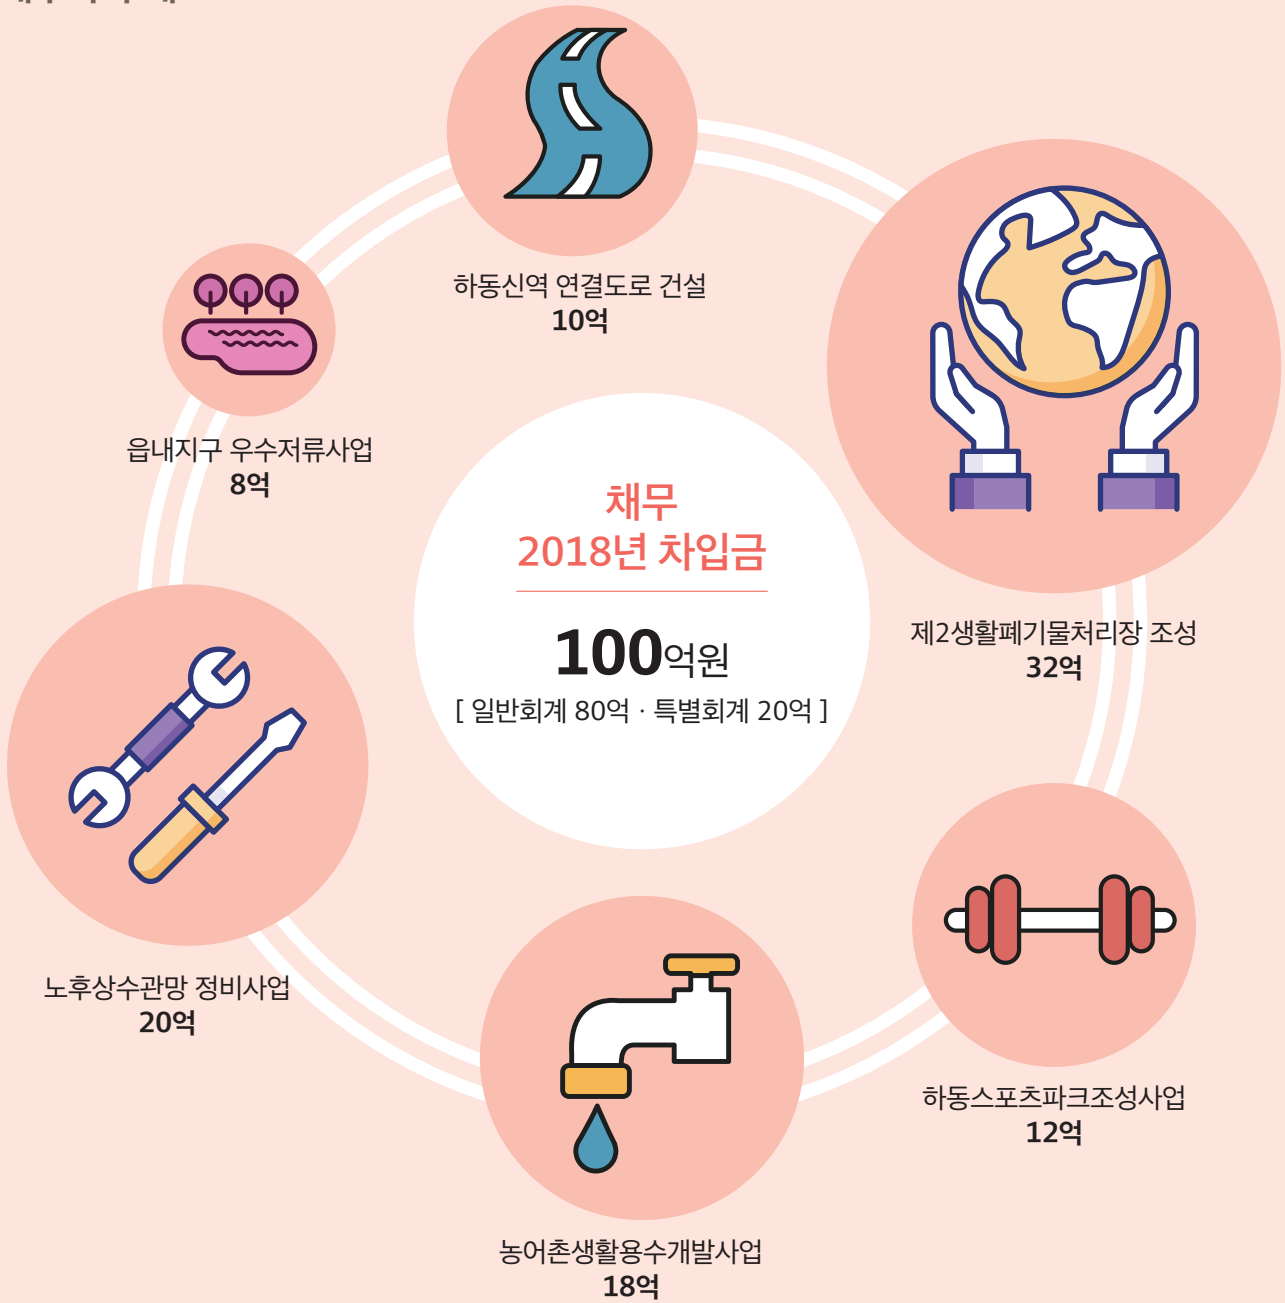 하동신역 연결도로 건설
10억
읍내지구 우수저류사업
8억
채무
2018년 차입금
100억원
[ 일반회계 80억 · 특별회계 20억 ]
제2생활폐기물처리장 조성
32억
노후상수관망 정비사업
20억
하동스포츠파크조성사업
12억
농어촌생활용수개발사업
18억